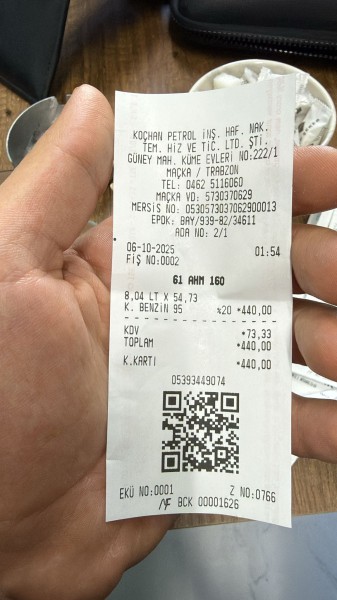 KOÇHAN PETROL İNŞ. HAF. NAK.
TEM. HİZ VE TİC. LTD. ŞTİ.
GÜNEY MAH. KÜME EVLERİ NO:222/1
MAÇKA / TRABZON
TEL: 0462 5116060
MAÇKA VD: 5730370629
MERSİS NO: 0530573037062900013
EPDK: BAY/939-82/34611
ADA NO: 2/1
06-10-2025 01:54
FİŞ NO:0002
61 AHM 160
8,04 LT X 54,73
K. BENZİN 95 %20 *440,00
KDV *73,33
TOPLAM *440,00
K.KARTI *440,00
05393449074
EKÜ NO:0001 Z NO:0766
MF BCK 00001626